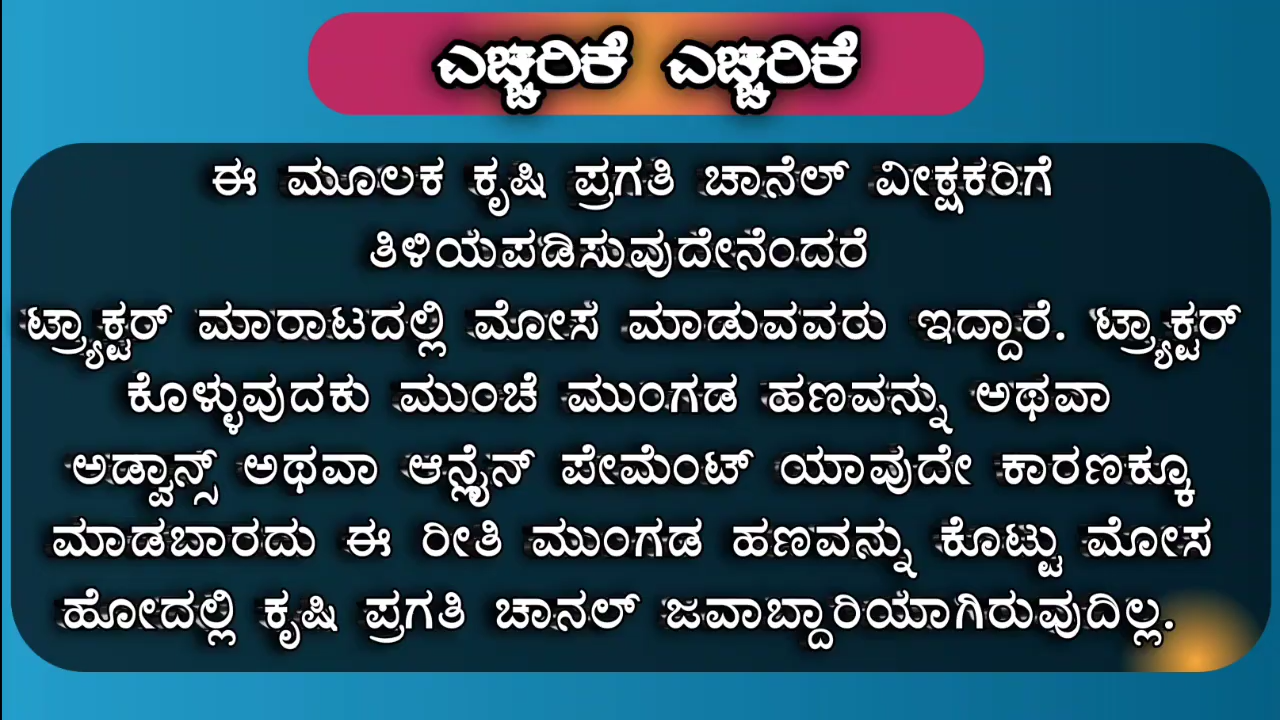 ಎಚ್ಚರಿಕೆ ಎಚ್ಚರಿಕೆ
ಈ ಮೂಲಕ ಕೃಷಿ ಪ್ರಗತಿ ಚಾನೆಲ್ ವೀಕ್ಷಕರಿಗೆ
ತಿಳಿಯಪಡಿಸುವುದೇನೆಂದರೆ
ಟ್ರ್ಯಾಕ್ಟರ್ ಮಾರಾಟದಲ್ಲಿ ಮೋಸ ಮಾಡುವವರು ಇದ್ದಾರೆ. ಟ್ರ್ಯಾಕ್ಟರ್
ಕೊಳ್ಳುವುದಕು ಮುಂಚೆ ಮುಂಗಡ ಹಣವನ್ನು ಅಥವಾ
ಅಡ್ವಾನ್ಸ್ ಅಥವಾ ಆನ್ಲೈನ್ ಪೇಮೆಂಟ್ ಯಾವುದೇ ಕಾರಣಕ್ಕೂ
ಮಾಡಬಾರದು ಈ ರೀತಿ ಮುಂಗಡ ಹಣವನ್ನು ಕೊಟ್ಟು ಮೋಸ
ಹೋದಲ್ಲಿ ಕೃಷಿ ಪ್ರಗತಿ ಚಾನಲ್ ಜವಾಬ್ದಾರಿಯಾಗಿರುವುದಿಲ್ಲ.